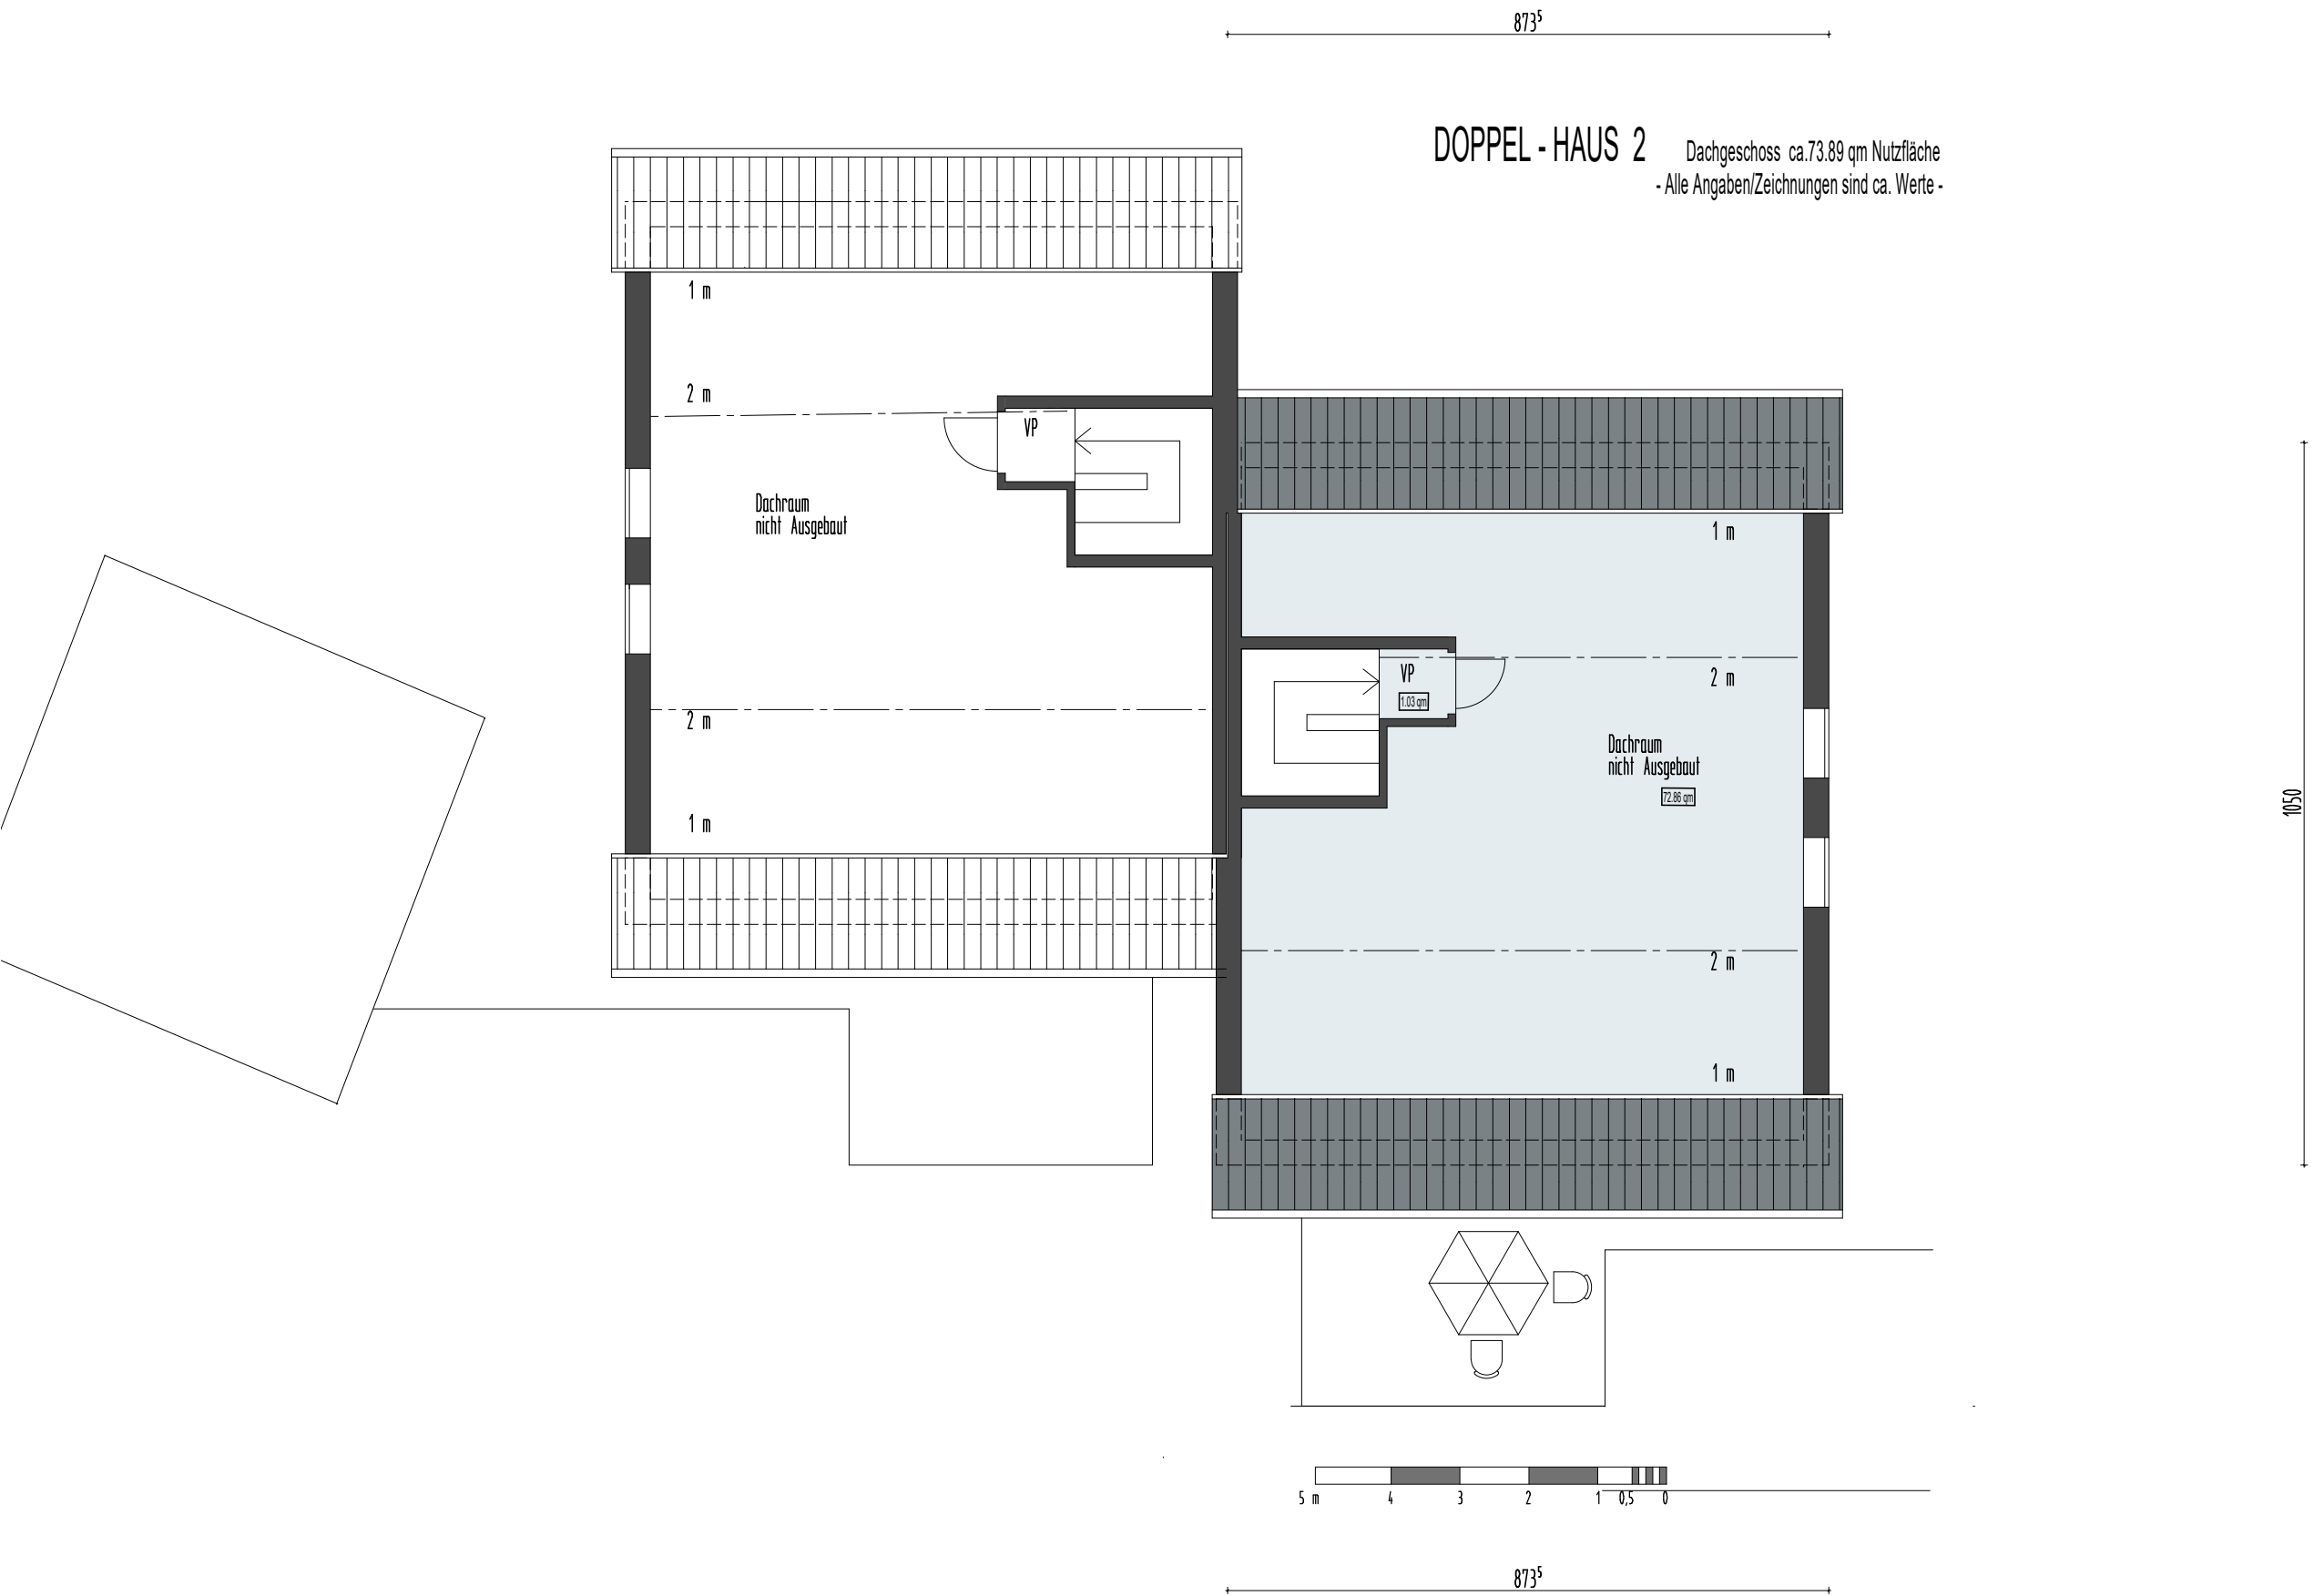 873⁵
DOPPEL - HAUS 2
Dachgeschoss ca.73.89 qm Nutzfläche
- Alle Angaben/Zeichnungen sind ca. Werte -
1 m
2 m
VP
Dachraum
nicht Ausgebaut
1 m
2 m
VP
1.03 qm
2 m
Dachraum
nicht Ausgebaut
72.86 qm
1050
1 m
2 m
1 m
5 m 4 3 2 1 0,5 0
873⁵